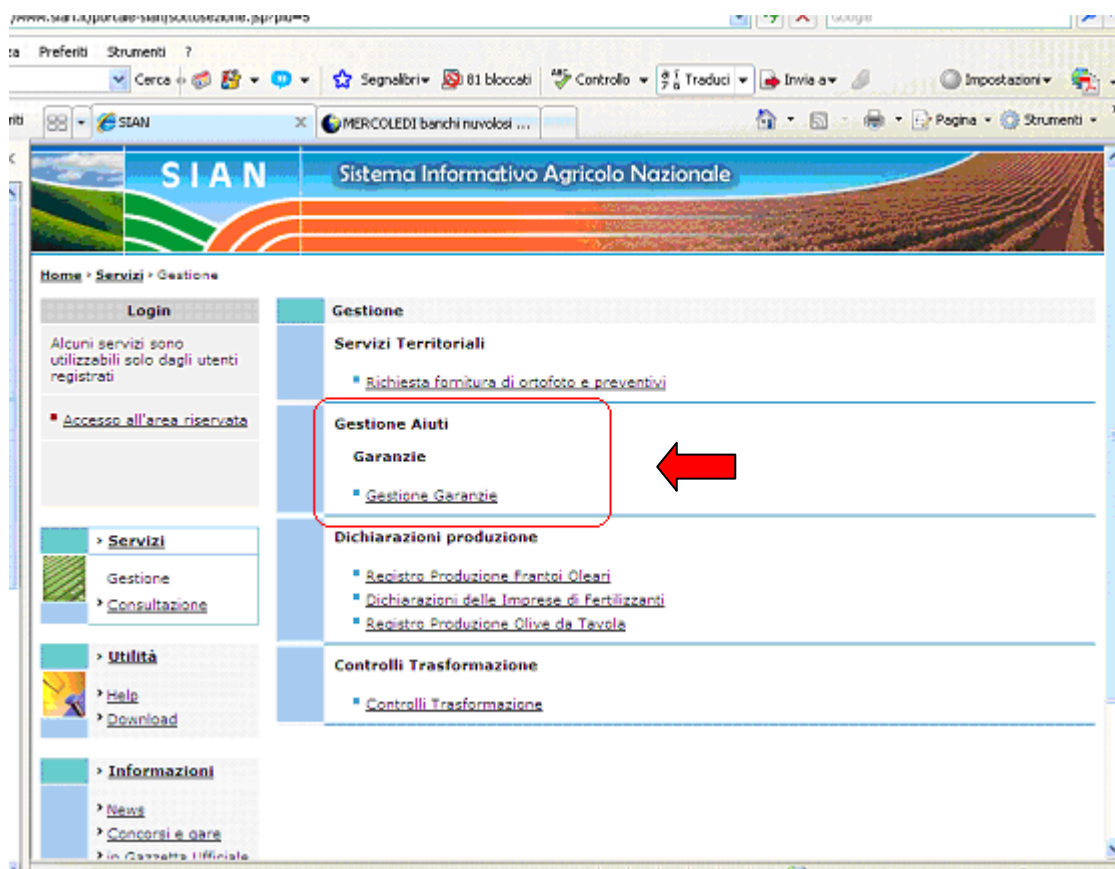 Google
Preferiti Strumenti ?
Cerca Segnalibri 81 bloccati Controllo Traduci Invia a Impostazioni
SIAN MERCOLEDI banchi nuvolosi ... Pagina Strumenti
SIAN Sistema Informativo Agricolo Nazionale
Home > Servizi > Gestione
Login
Alcuni servizi sono
utilizzabili solo dagli utenti
registrati
Accesso all'area riservata
> Servizi
Gestione
> Consultazione
> Utilità
> Help
> Download
> Informazioni
> News
> Concorsi e gare
> in Gazzetta Ufficiale
Gestione
Servizi Territoriali
Richiesta fornitura di ortofoto e preventivi
Gestione Aiuti
Garanzie
Gestione Garanzie
Dichiarazioni produzione
Registro Produzione Frantoi Oleari
Dichiarazioni delle Imprese di Fertilizzanti
Registro Produzione Olive da Tavola
Controlli Trasformazione
Controlli Trasformazione